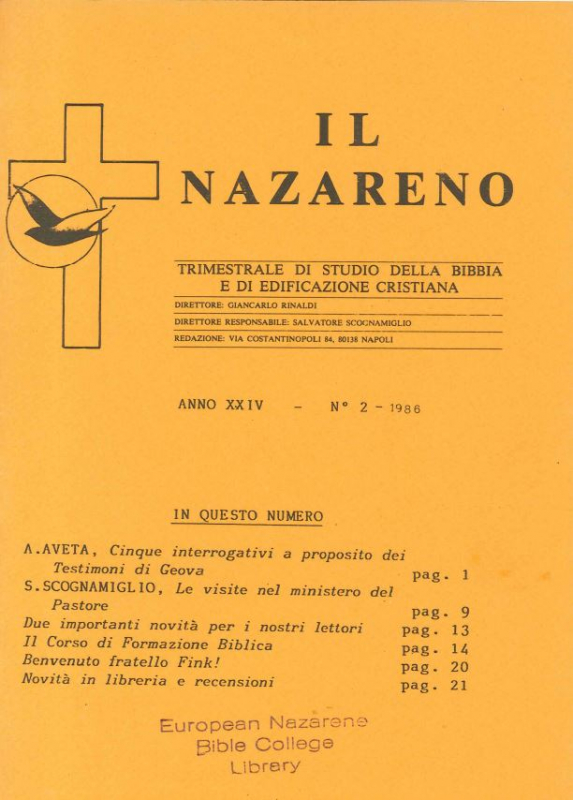 IL
NAZARENO
TRIMESTRALE DI STUDIO DELLA BIBBIA
E DI EDIFICAZIONE CRISTIANA
DIRETTORE: GIANCARLO RINALDI
DIRETTORE RESPONSABILE: SALVATORE SCOGNAMIGLIO
REDAZIONE: VIA COSTANTINOPOLI 84, 80138 NAPOLI
ANNO XXIV - N° 2 - 1986
IN QUESTO NUMERO
A.AVETA, Cinque interrogativi a proposito dei
Testimoni di Geova pag. 1
S.SCOGNAMIGLIO, Le visite nel ministero del
Pastore pag. 9
Due importanti novità per i nostri lettori pag. 13
Il Corso di Formazione Biblica pag. 14
Benvenuto fratello Fink! pag. 20
Novità in libreria e recensioni pag. 21
European Nazarene
Bible College
Library